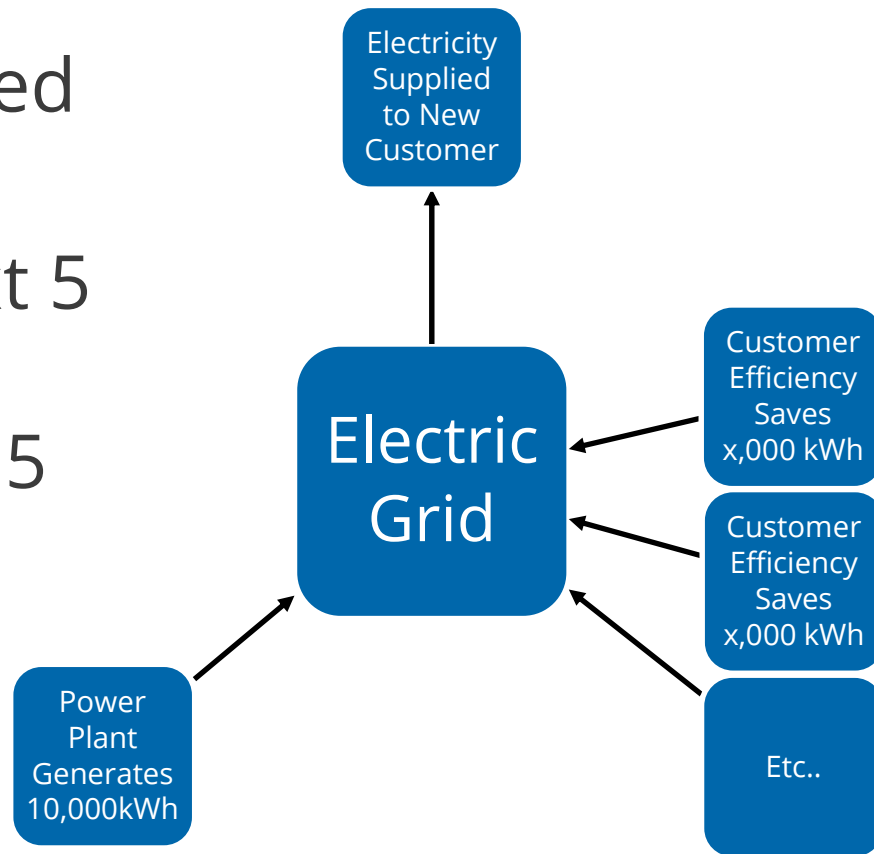 ed
t 5
5
Electricity
Supplied
to New
Customer
Electric
Grid
Customer
Efficiency
Saves
x,000 kWh
Customer
Efficiency
Saves
x,000 kWh
Etc..
Power
Plant
Generates
10,000kWh